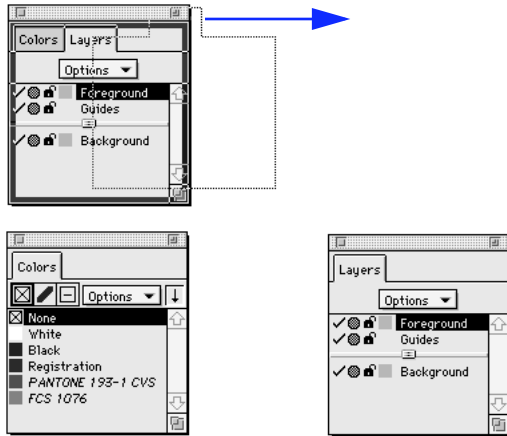 Colors Layers
Options
Foreground
Guides
Background
Colors
Options
None
White
Black
Registration
PANTONE 193-1 CVS
FCS 1076
Layers
Options
Foreground
Guides
Background